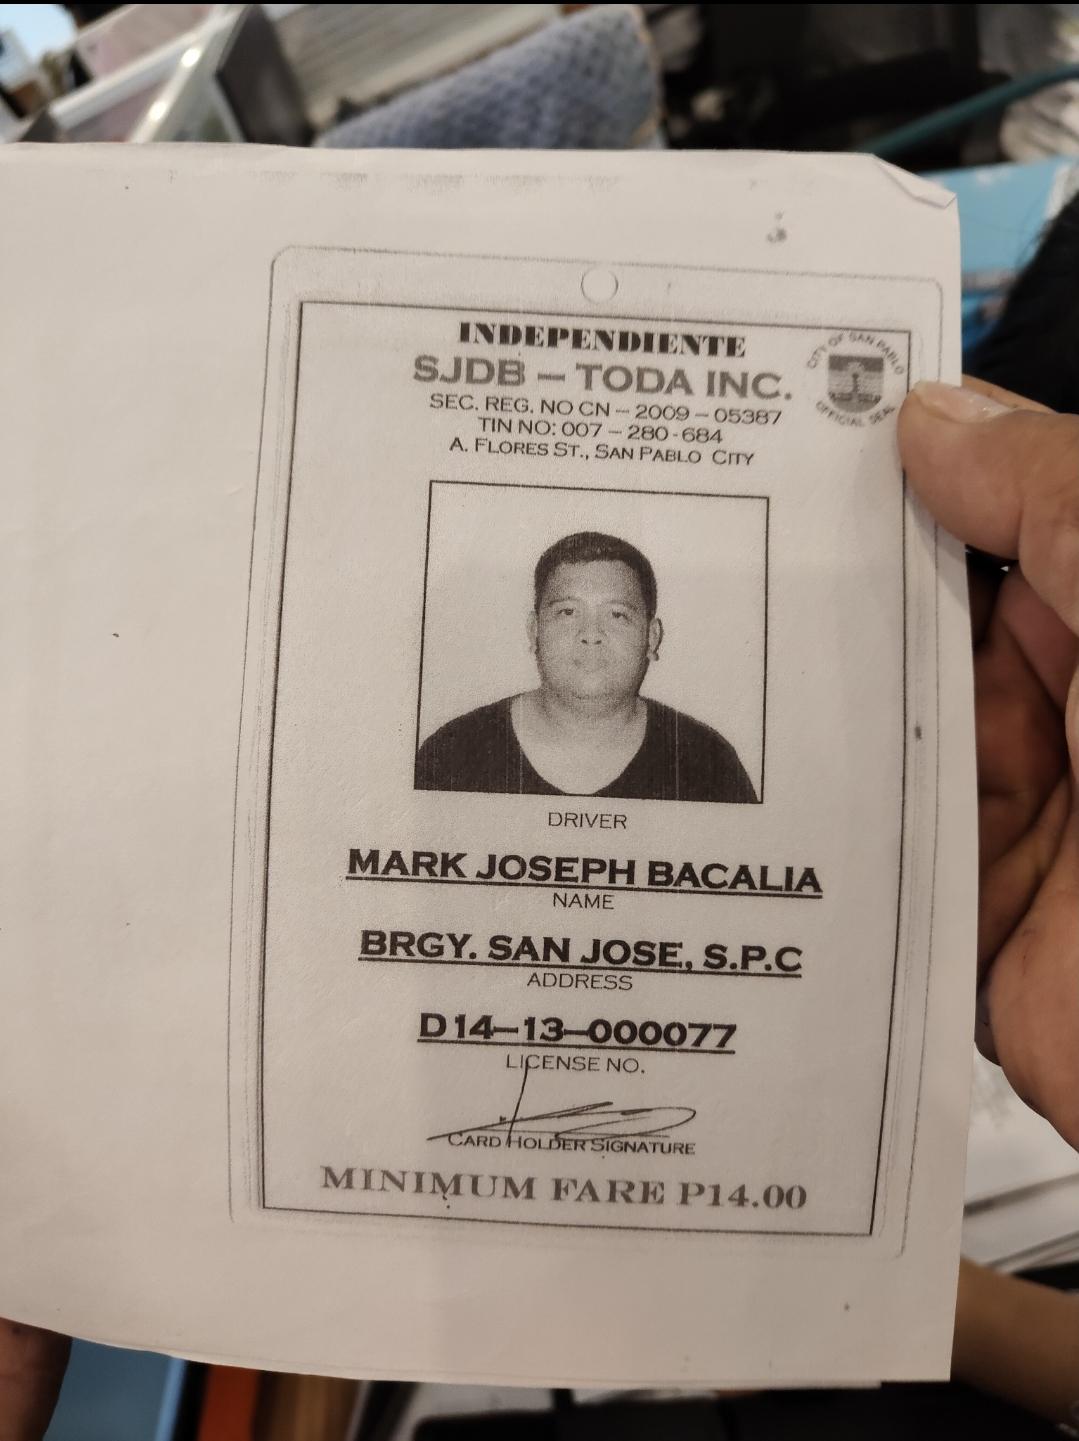 INDEPENDIENTE
SJDB – TODA INC.
SEC. REG. NO CN – 2009 – 05387
TIN NO: 007 – 280-684
A. FLORES ST., SAN PABLO CITY
CITY OF SAN PABLO
OFFICIAL SEAL
DRIVER
MARK JOSEPH BACALIA
NAME
BRGY. SAN JOSE, S.P.C
ADDRESS
D14–13–000077
LICENSE NO.
CARD HOLDER SIGNATURE
MINIMUM FARE P14.00